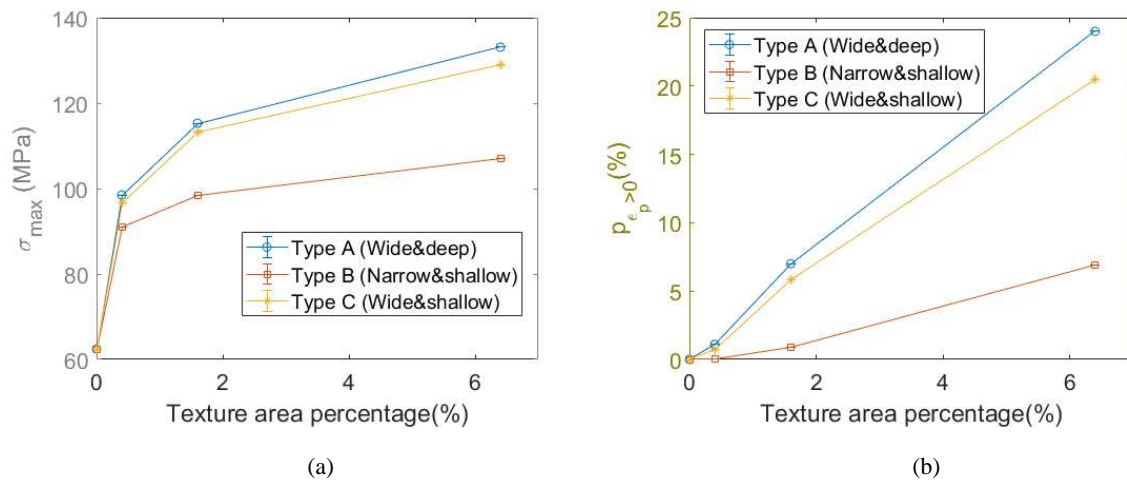 140
120
100
80
60
σmax (MPa)
Type A (Wide&deep)
Type B (Narrow&shallow)
Type C (Wide&shallow)
0 2 4 6
Texture area percentage(%)
(a)
25
20
15
10
5
0
pϵp>0(%)
Type A (Wide&deep)
Type B (Narrow&shallow)
Type C (Wide&shallow)
0 2 4 6
Texture area percentage(%)
(b)